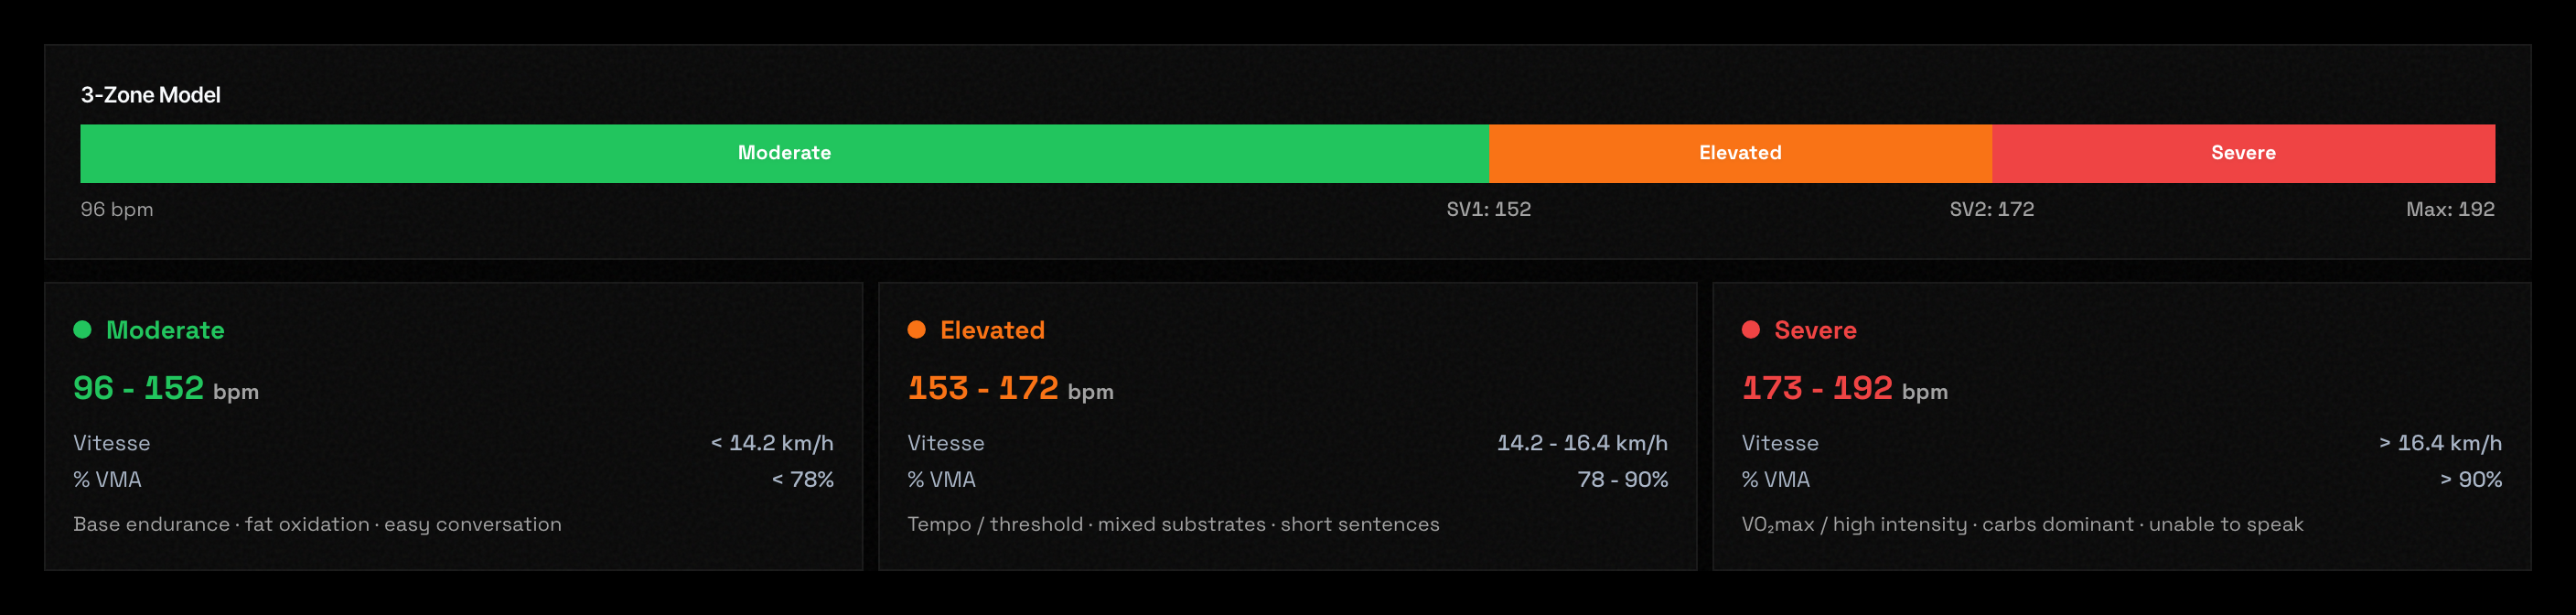 3-Zone Model
Moderate Elevated Severe
96 bpm SV1: 152 SV2: 172 Max: 192
Moderate
96 - 152 bpm
Vitesse < 14.2 km/h
% VMA < 78%
Base endurance · fat oxidation · easy conversation
Elevated
153 - 172 bpm
Vitesse 14.2 - 16.4 km/h
% VMA 78 - 90%
Tempo / threshold · mixed substrates · short sentences
Severe
173 - 192 bpm
Vitesse > 16.4 km/h
% VMA > 90%
VO₂max / high intensity · carbs dominant · unable to speak